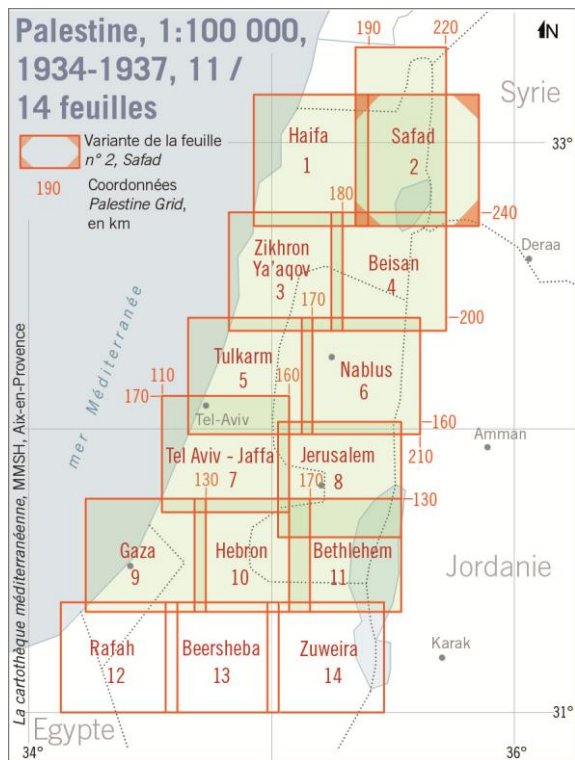 Palestine, 1:100 000,
1934-1937, 11 /
14 feuilles
Variante de la feuille
n° 2, Safad
190
Coordonnées
Palestine Grid,
en km
190
220
N
Syrie
33°
Haifa
1
Safad
2
240
180
Deraa
Zikhron
Ya'aqov
3
Beisan
4
170
200
mer Méditerranée
Tulkarm
5
Nablus
6
110
170
160
Tel-Aviv
160
210
Amman
Tel Aviv - Jaffa
7
Jerusalem
8
130
170
130
Gaza
9
Hebron
10
Bethlehem
11
Jordanie
Rafah
12
Beersheba
13
Zuweira
14
Karak
Egypte
31°
34°
36°
La cartothèque méditerranéenne, MMSH, Aix-en-Provence